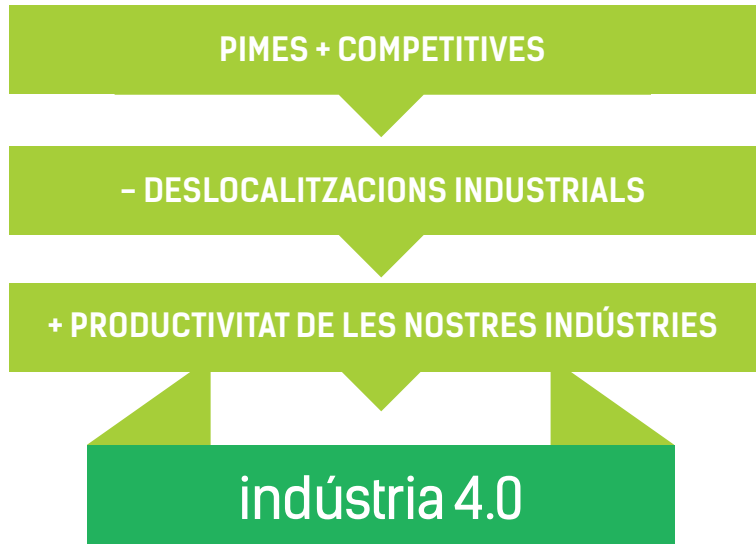 PIMES + COMPETITIVES
– DESLOCALITZACIONS INDUSTRIALS
+ PRODUCTIVITAT DE LES NOSTRES INDÚSTRIES
indústria 4.0